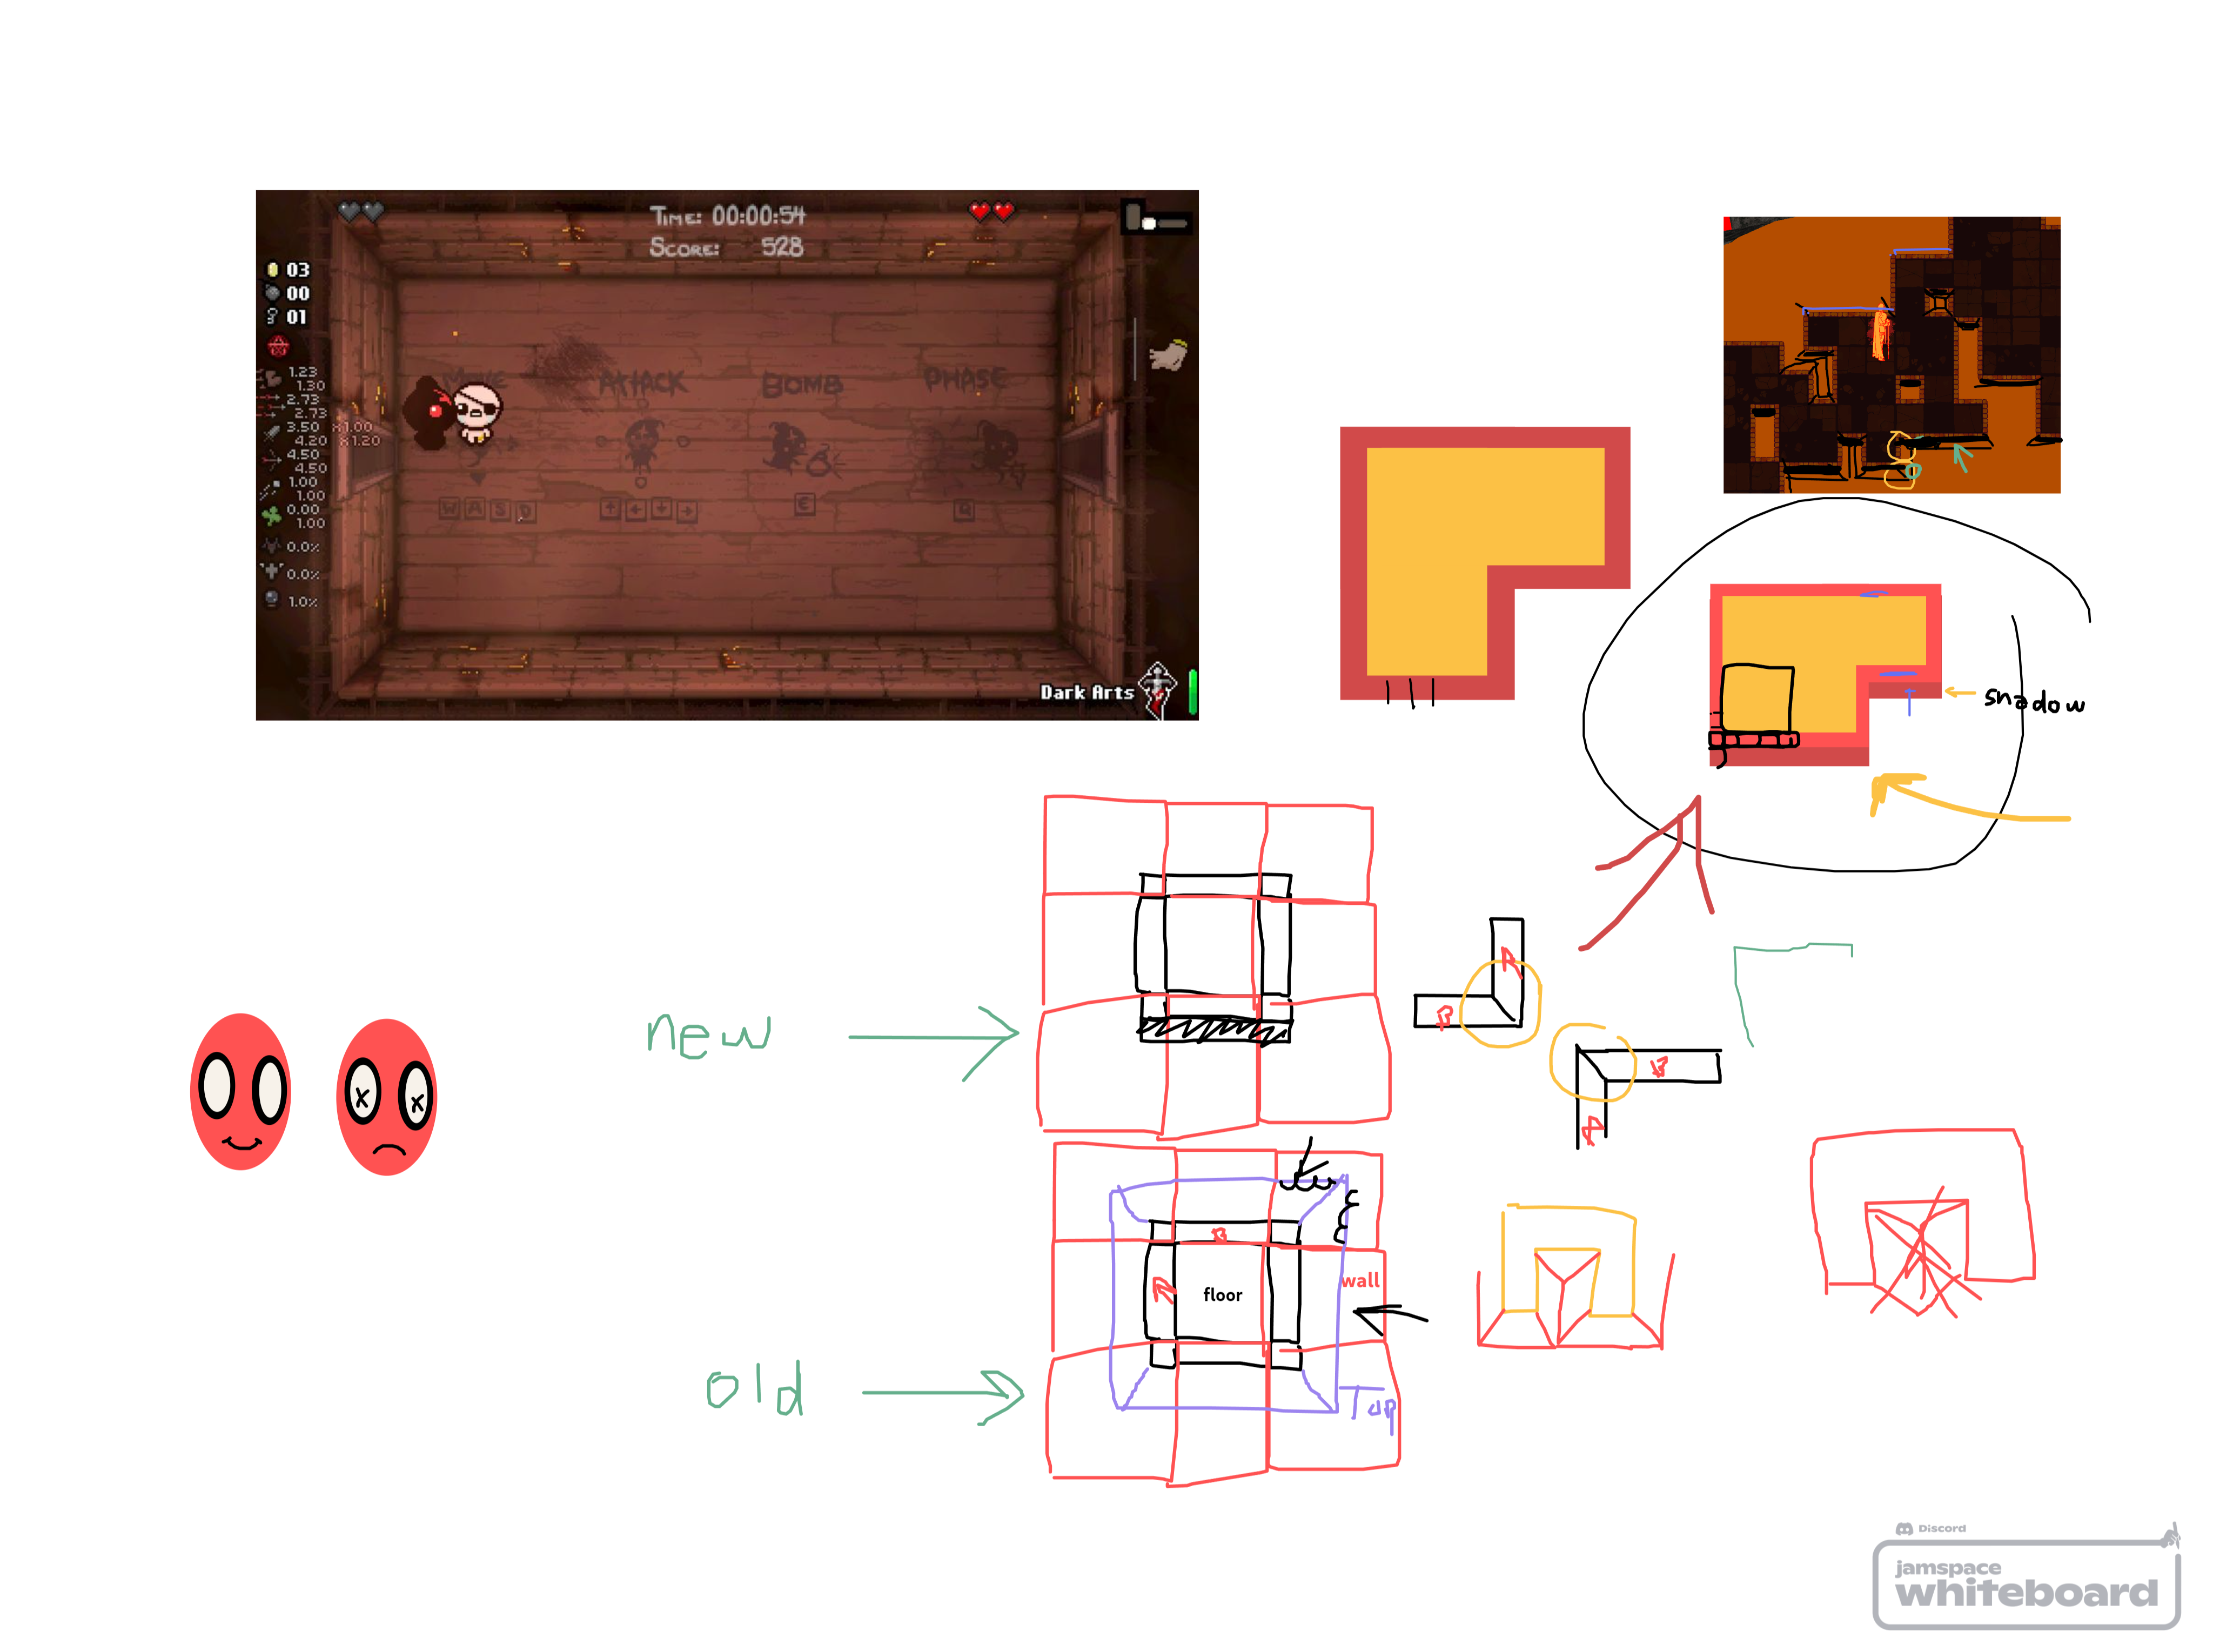 TIME: 00:00:54
SCORE: 528
03
00
01
1.23
1.30
2.73
2.73
3.50 x1.00
4.20 x1.20
4.50
4.50
1.00
1.00
0.00
1.00
0.0%
0.0%
1.0%
MOVE ATTACK BOMB PHASE
W A S D E Q
Dark Arts
shadow
new
old
floor
wall
Top
Discord
jamspace
whiteboard